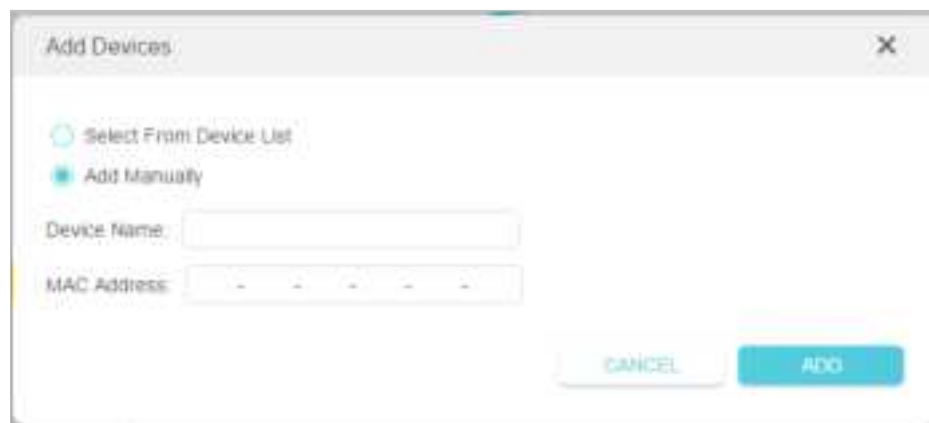 Add Devices
Select From Device List
Add Manually
Device Name:
MAC Address: - - - - -
CANCEL ADD